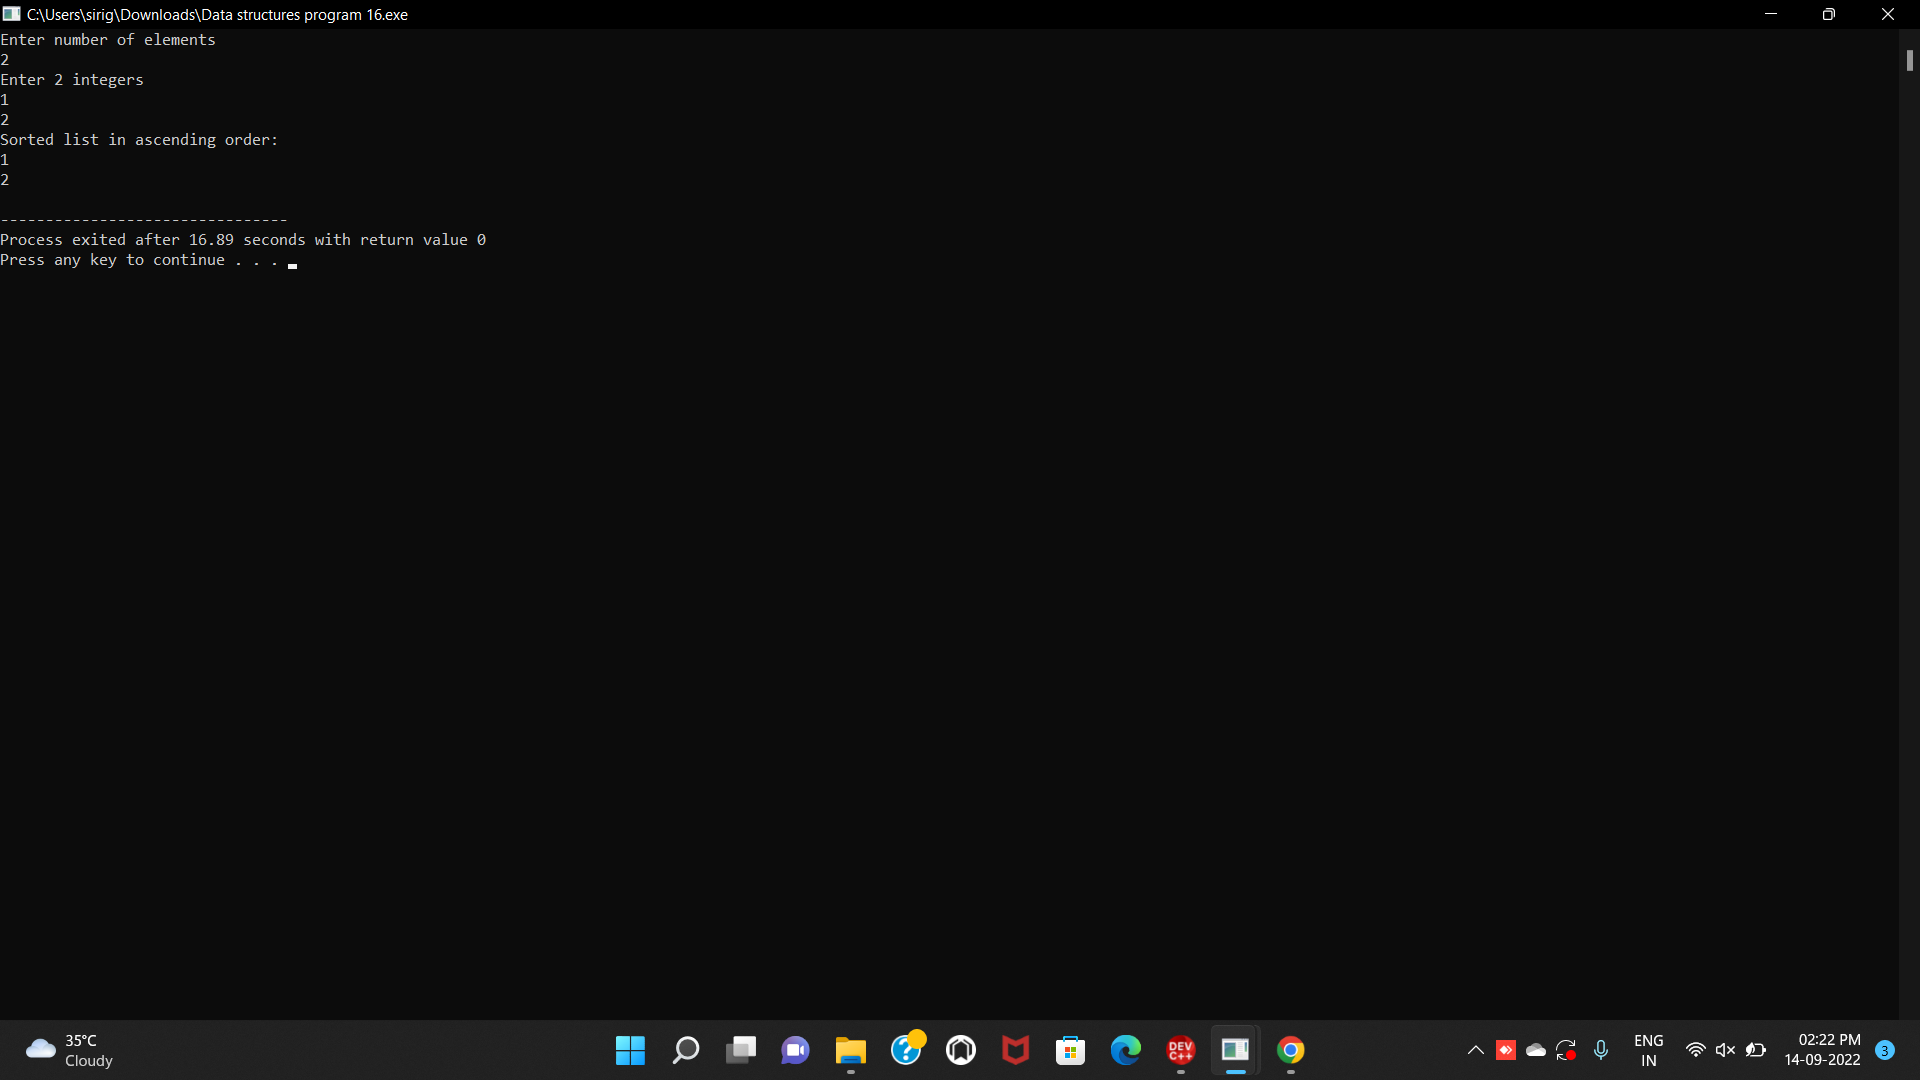 C:\Users\sirig\Downloads\Data structures program 16.exe
Enter number of elements
2
Enter 2 integers
1
2
Sorted list in ascending order:
1
2
--------------------------------
Process exited after 16.89 seconds with return value 0
Press any key to continue . . .
35°C
Cloudy
DEV
C++
ENG
IN
02:22 PM
14-09-2022
3